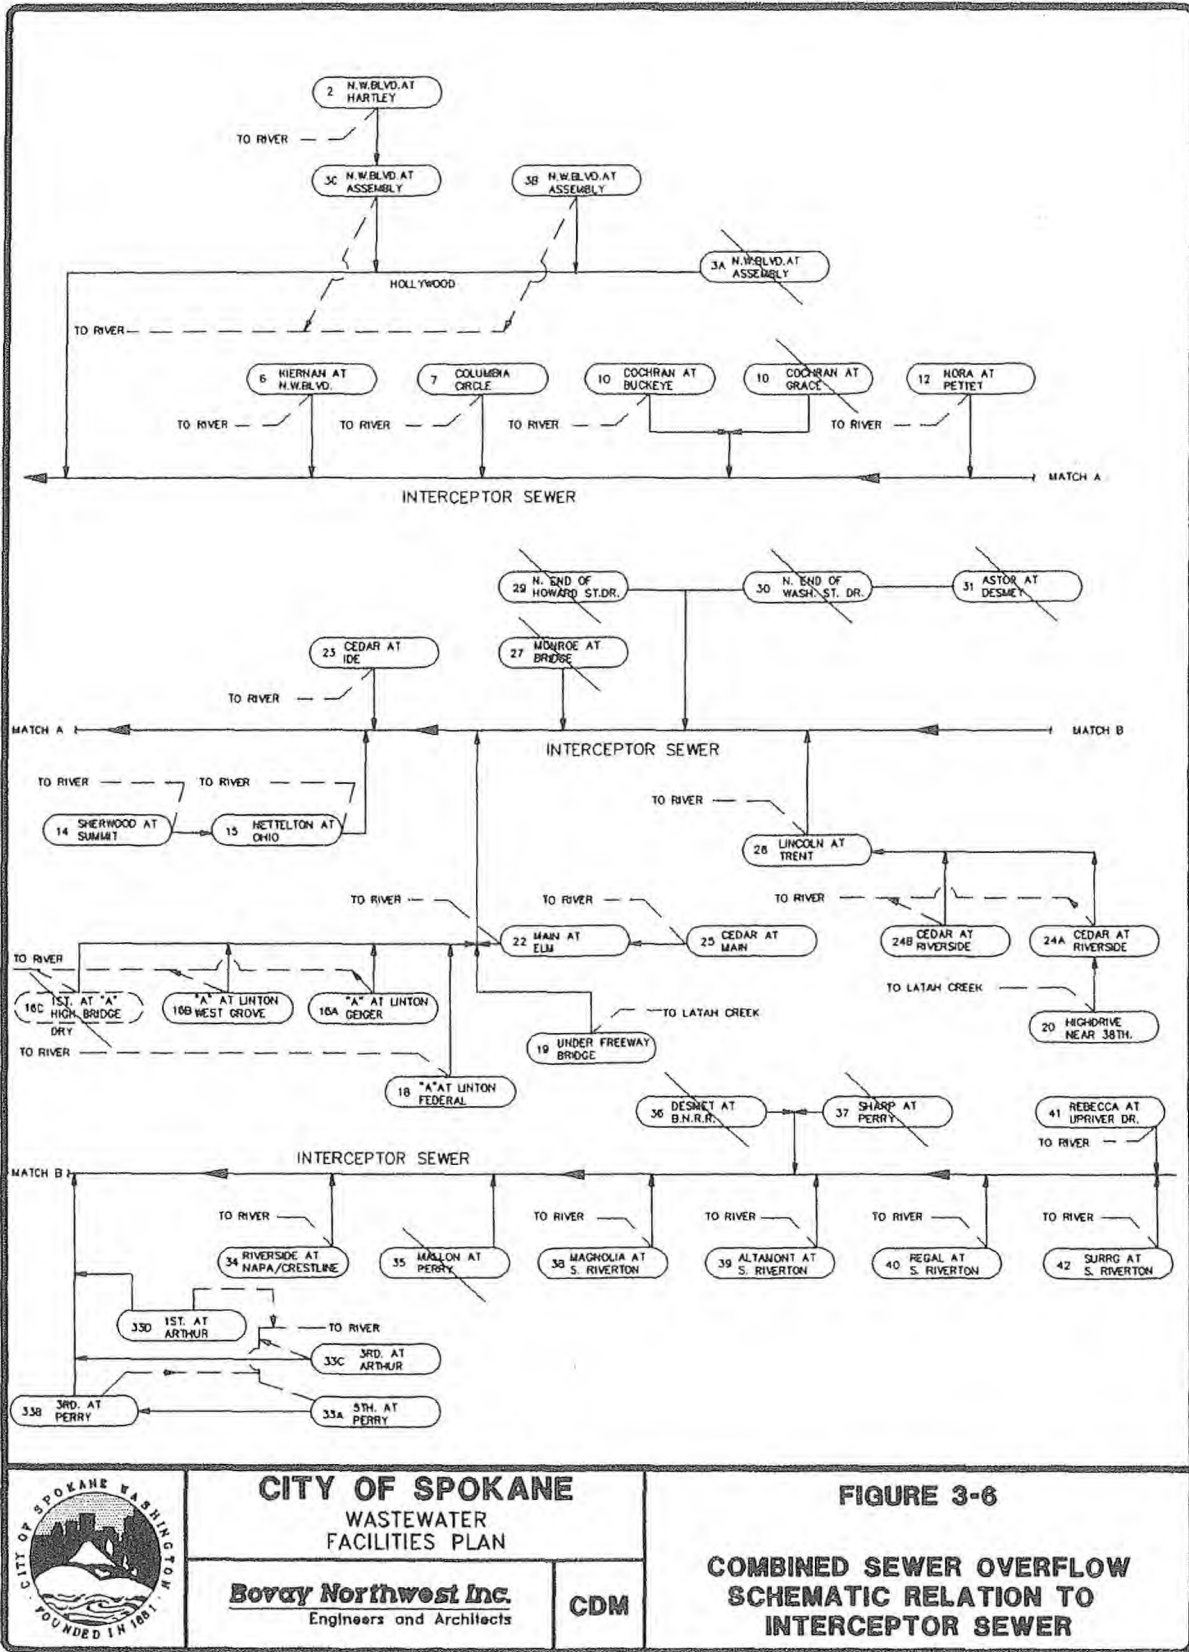 2 N.W.BLVD.AT
HARTLEY
TO RIVER
3C N.W.BLVD.AT
ASSEMBLY
3B N.W.BLVD.AT
ASSEMBLY
3A N.W.BLVD.AT
ASSEMBLY
HOLLYWOOD
TO RIVER
6 KIERNAN AT
N.W.BLVD.
7 COLUMBIA
CIRCLE
10 COCHRAN AT
BUCKEYE
10 COCHRAN AT
GRACE
12 NORA AT
PETTET
TO RIVER
TO RIVER
TO RIVER
TO RIVER
MATCH A
INTERCEPTOR SEWER
29 N. END OF
HOWARD ST.DR.
30 N. END OF
WASH. ST. DR.
31 ASTOR AT
DESMET
23 CEDAR AT
IDE
27 MONROE AT
BRIDGE
TO RIVER
MATCH A
MATCH B
INTERCEPTOR SEWER
TO RIVER
TO RIVER
TO RIVER
14 SHERWOOD AT
SUMMIT
15 NETTELTON AT
OHIO
26 LINCOLN AT
TRENT
TO RIVER
TO RIVER
TO RIVER
22 MAIN AT
ELM
25 CEDAR AT
MAIN
24B CEDAR AT
RIVERSIDE
24A CEDAR AT
RIVERSIDE
TO RIVER
16C 1ST. AT "A"
HIGH BRIDGE
DRY
16B "A" AT LINTON
WEST GROVE
16A "A" AT LINTON
GEIGER
TO LATAH CREEK
TO LATAH CREEK
19 UNDER FREEWAY
BRIDGE
20 HIGHDRIVE
NEAR 38TH.
TO RIVER
18 "A"AT LINTON
FEDERAL
36 DESMET AT
B.N.R.R.
37 SHARP AT
PERRY
41 REBECCA AT
UPRIVER DR.
TO RIVER
INTERCEPTOR SEWER
MATCH B
TO RIVER
TO RIVER
TO RIVER
TO RIVER
TO RIVER
34 RIVERSIDE AT
NAPA/CRESTLINE
35 MALLON AT
PERRY
38 MAGNOLIA AT
S. RIVERTON
39 ALTAMONT AT
S. RIVERTON
40 REGAL AT
S. RIVERTON
42 SURRG AT
S. RIVERTON
33D 1ST. AT
ARTHUR
TO RIVER
33C 3RD. AT
ARTHUR
33B 3RD. AT
PERRY
33A 5TH. AT
PERRY
CITY OF SPOKANE WASHINGTON
FOUNDED IN 1881
CITY OF SPOKANE
WASTEWATER
FACILITIES PLAN
Bovay Northwest Inc.
Engineers and Architects
CDM
FIGURE 3-6
COMBINED SEWER OVERFLOW
SCHEMATIC RELATION TO
INTERCEPTOR SEWER